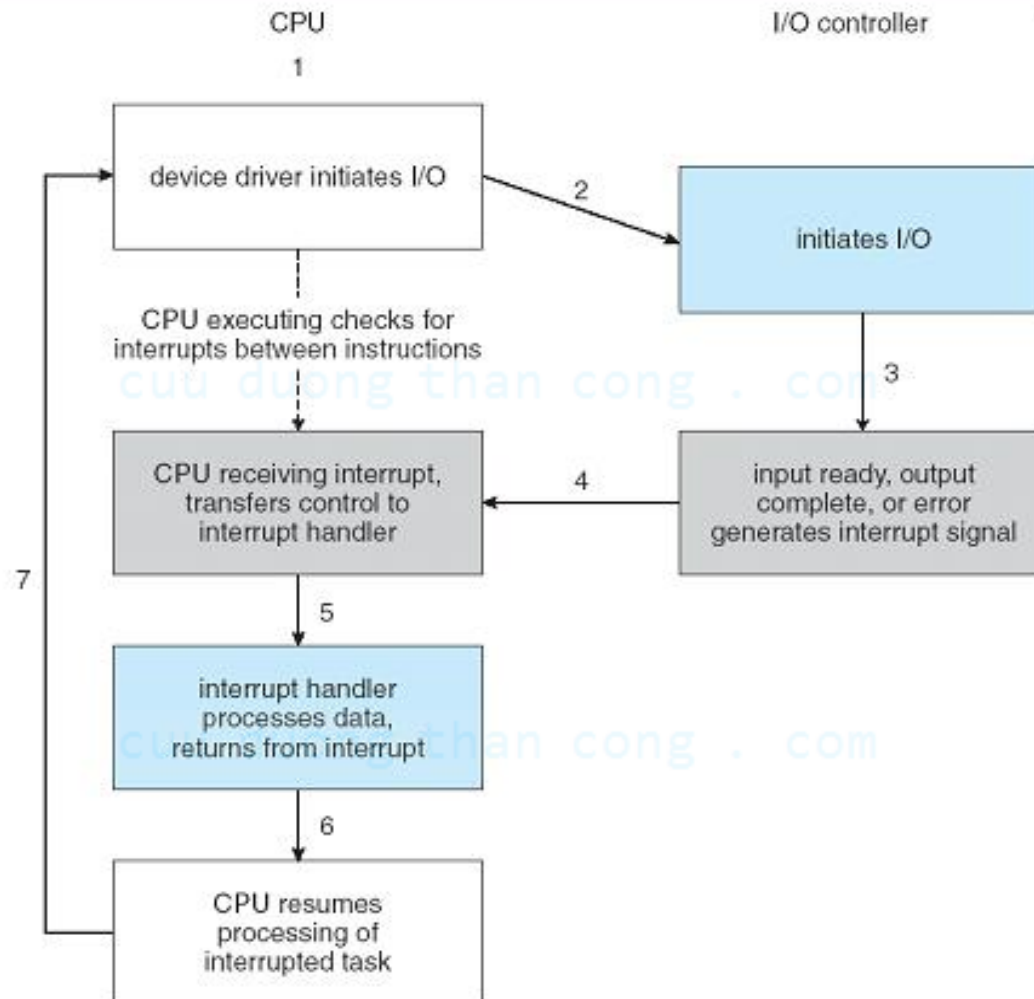 CPU
I/O controller
1
device driver initiates I/O
2
initiates I/O
CPU executing checks for
interrupts between instructions
cuu duong than cong . com
3
CPU receiving interrupt,
transfers control to
interrupt handler
4
input ready, output
complete, or error
generates interrupt signal
7
5
interrupt handler
processes data,
returns from interrupt
cuu duong than cong . com
6
CPU resumes
processing of
interrupted task